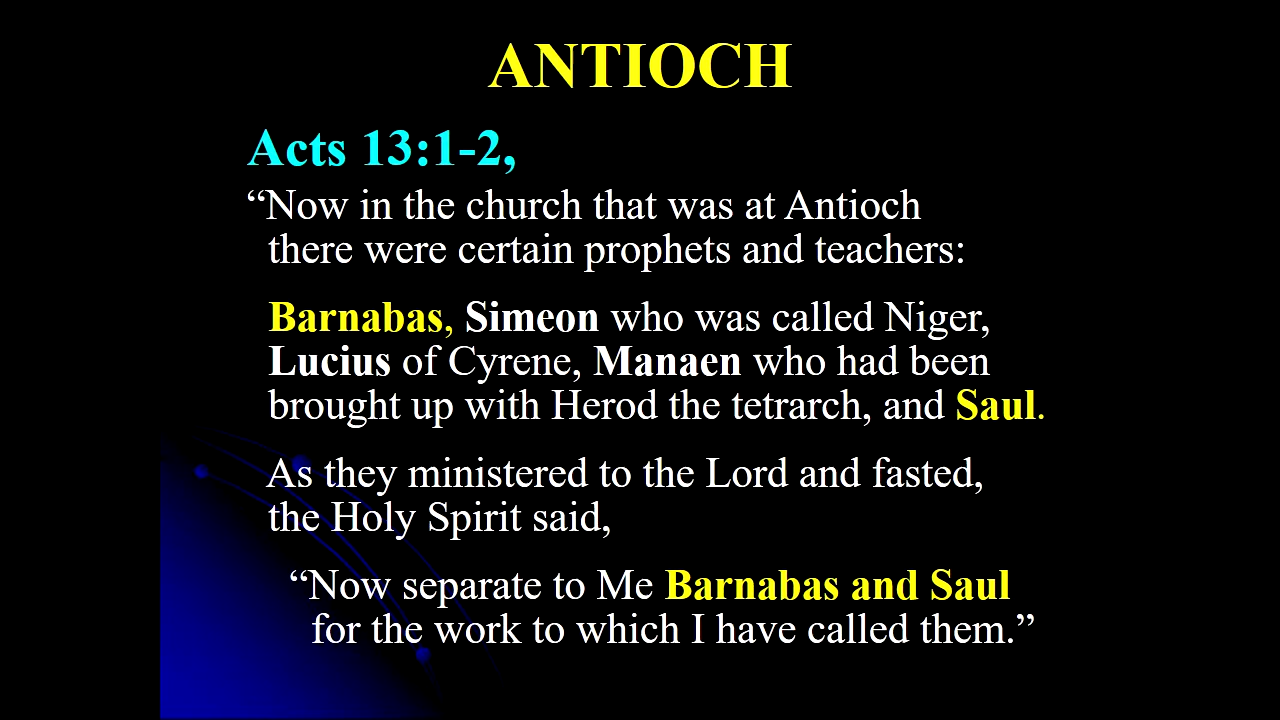 ANTIOCH
Acts 13:1-2,
“Now in the church that was at Antioch
there were certain prophets and teachers:
Barnabas, Simeon who was called Niger,
Lucius of Cyrene, Manaen who had been
brought up with Herod the tetrarch, and Saul.
As they ministered to the Lord and fasted,
the Holy Spirit said,
“Now separate to Me Barnabas and Saul
for the work to which I have called them.”